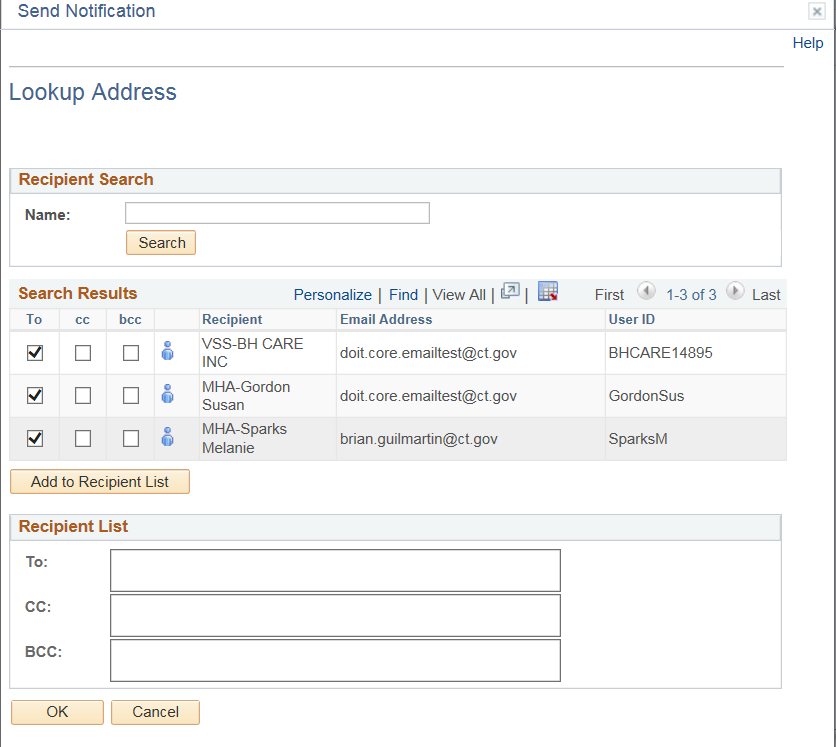 Send Notification
Help
Lookup Address
Recipient Search
Name:
Search
Search Results Personalize | Find | View All | | First 1-3 of 3 Last
To cc bcc Recipient Email Address User ID
VSS-BH CARE INC doit.core.emailtest@ct.gov BHCARE14895
MHA-Gordon Susan doit.core.emailtest@ct.gov GordonSus
MHA-Sparks Melanie brian.guilmartin@ct.gov SparksM
Add to Recipient List
Recipient List
To:
CC:
BCC:
OK Cancel